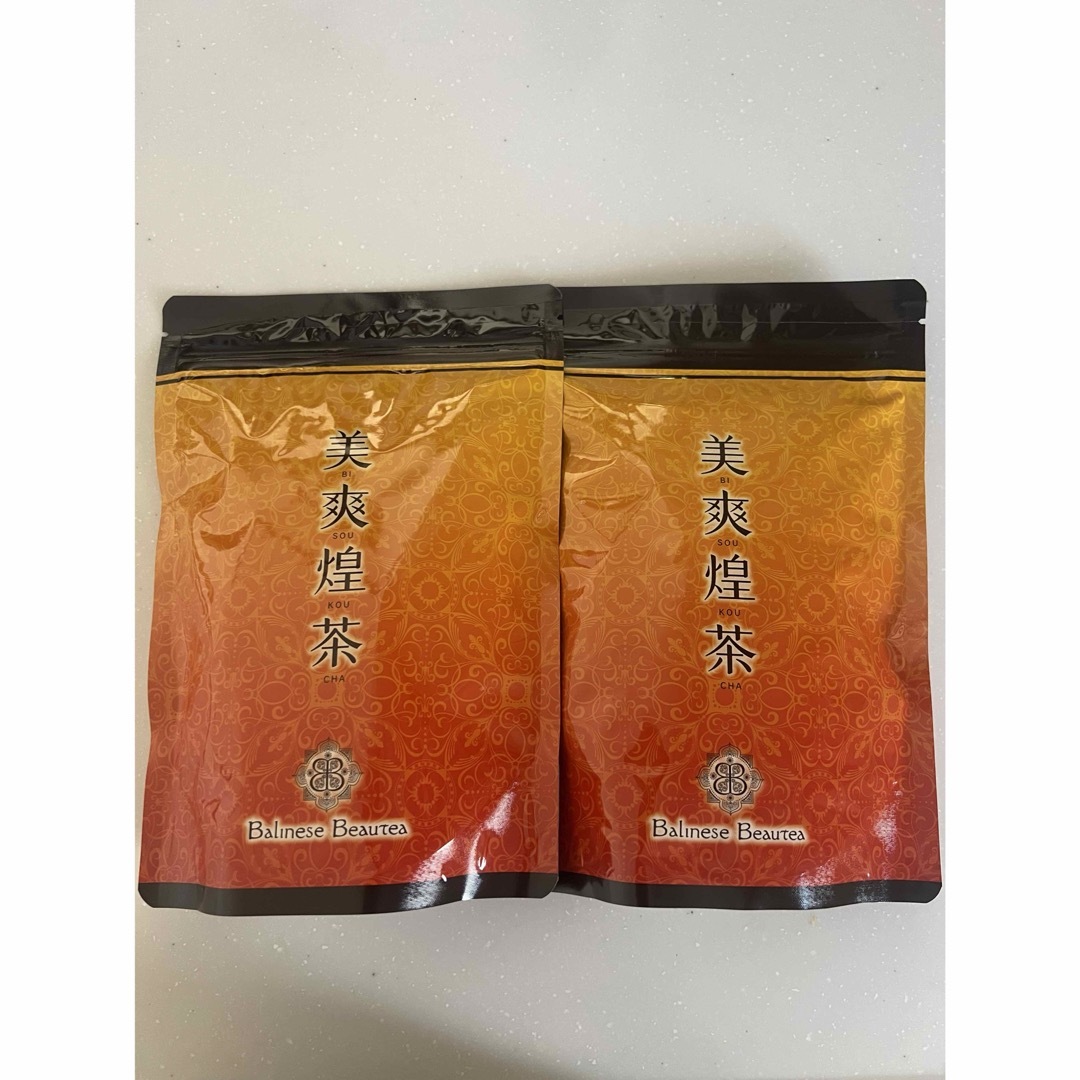 美
BI
爽
SOU
煌
KOU
茶
CHA
Balinese Beautea
美
BI
爽
SOU
煌
KOU
茶
CHA
Balinese Beautea